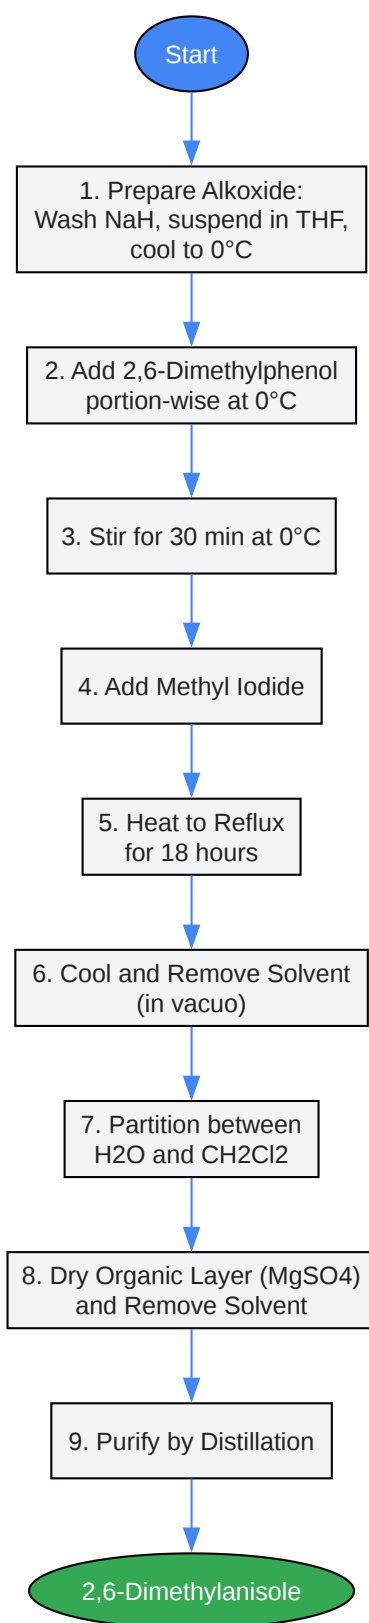 Start
1. Prepare Alkoxide:
Wash NaH, suspend in THF,
cool to 0°C
2. Add 2,6-Dimethylphenol
portion-wise at 0°C
3. Stir for 30 min at 0°C
4. Add Methyl Iodide
5. Heat to Reflux
for 18 hours
6. Cool and Remove Solvent
(in vacuo)
7. Partition between
H2O and CH2Cl2
8. Dry Organic Layer (MgSO4)
and Remove Solvent
9. Purify by Distillation
2,6-Dimethylanisole